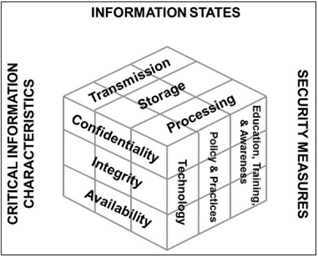 INFORMATION STATES
CRITICAL INFORMATION
CHARACTERISTICS
Transmission
Storage
Processing
Confidentiality
Integrity
Availability
Technology
Policy & Practices
Education, Training,
& Awareness
SECURITY MEASURES